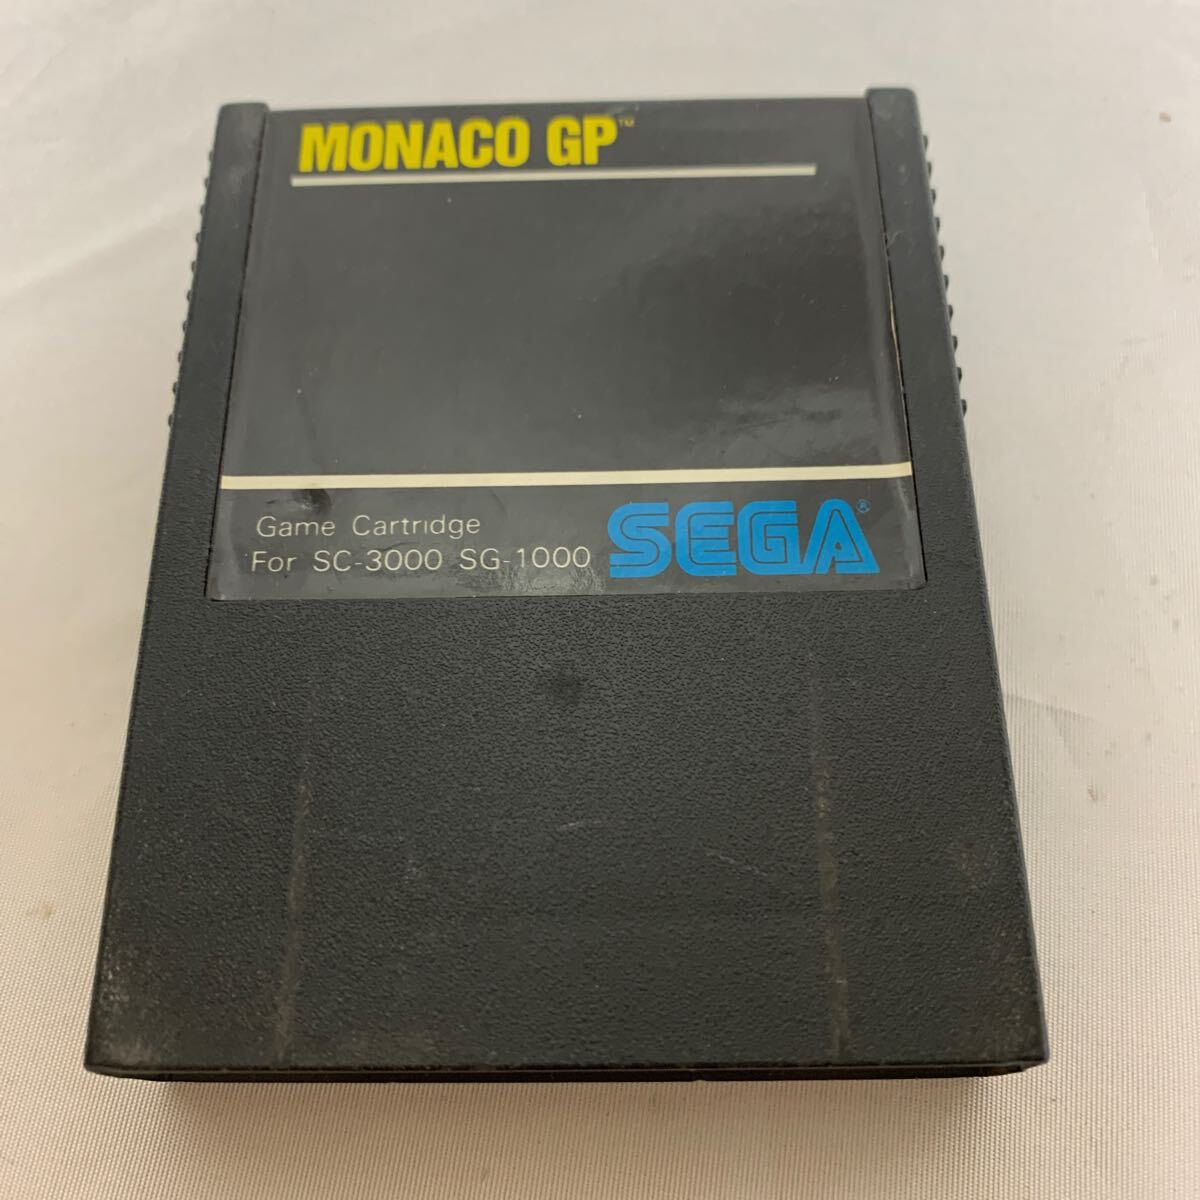 MONACO GP™
Game Cartridge
For SC-3000 SG-1000
SEGA®